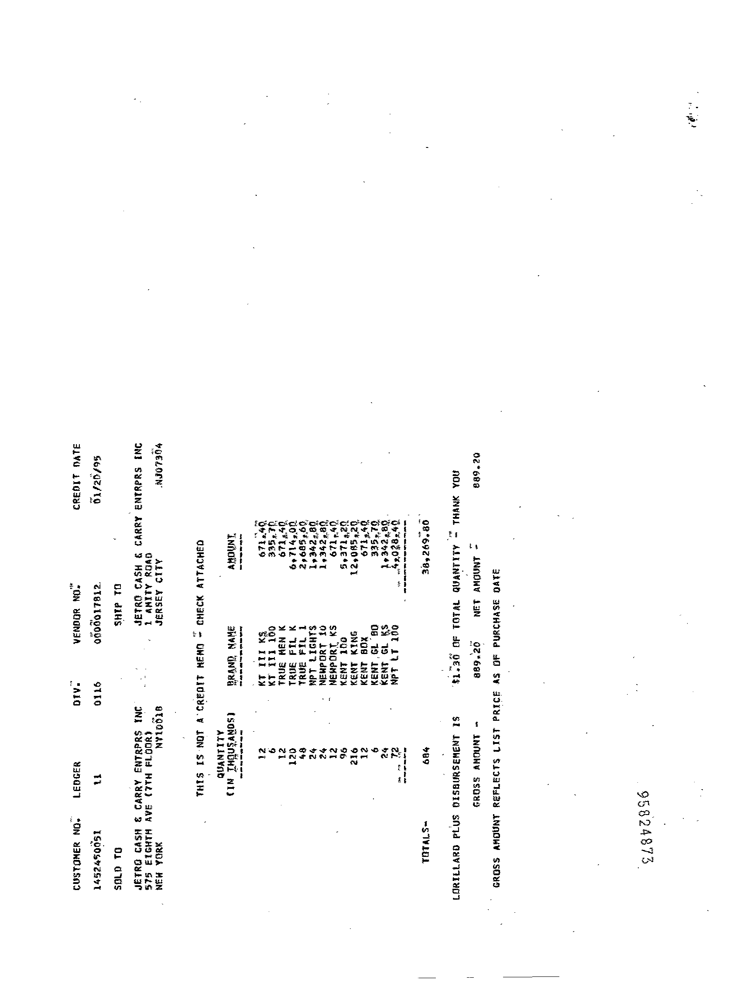 CUSTOMER NO. LEDGER DIV. VENDOR NO. CREDIT DATE
1452450051 11 0116 0000017812 01/20/95
SOLD TO SHIP TO
JETRO CASH & CARRY ENTRPRS INC JETRO CASH & CARRY ENTRPRS INC
575 EIGHTH AVE (7TH FLOOR) 1 AMITY ROAD
NEW YORK NY10018 JERSEY CITY NJ07304
THIS IS NOT A CREDIT MEMO - CHECK ATTACHED
QUANTITY
(IN THOUSANDS) BRAND NAME AMOUNT
-------- ---------- ------
12 KT III KS 671.40
6 KT III 100 335.70
12 TRUE MEN K 671.40
120 TRUE FIL K 6,714.00
48 TRUE FIL 1 2,685.60
24 NPT LIGHTS 1,342.80
24 NEWPORT 10 1,342.80
12 NEWPORT KS 671.40
96 KENT 100 5,371.20
216 KENT KING 12,085.20
12 KENT BOX 671.40
6 KENT GL BO 335.70
24 KENT GL KS 1,342.80
72 NPT LT 100 4,028.40
TOTALS- 684 38,269.80
LORILLARD PLUS DISBURSEMENT IS $1.30 OF TOTAL QUANTITY - THANK YOU
GROSS AMOUNT - 889.20 NET AMOUNT - 889.20
GROSS AMOUNT REFLECTS LIST PRICE AS OF PURCHASE DATE
95824873